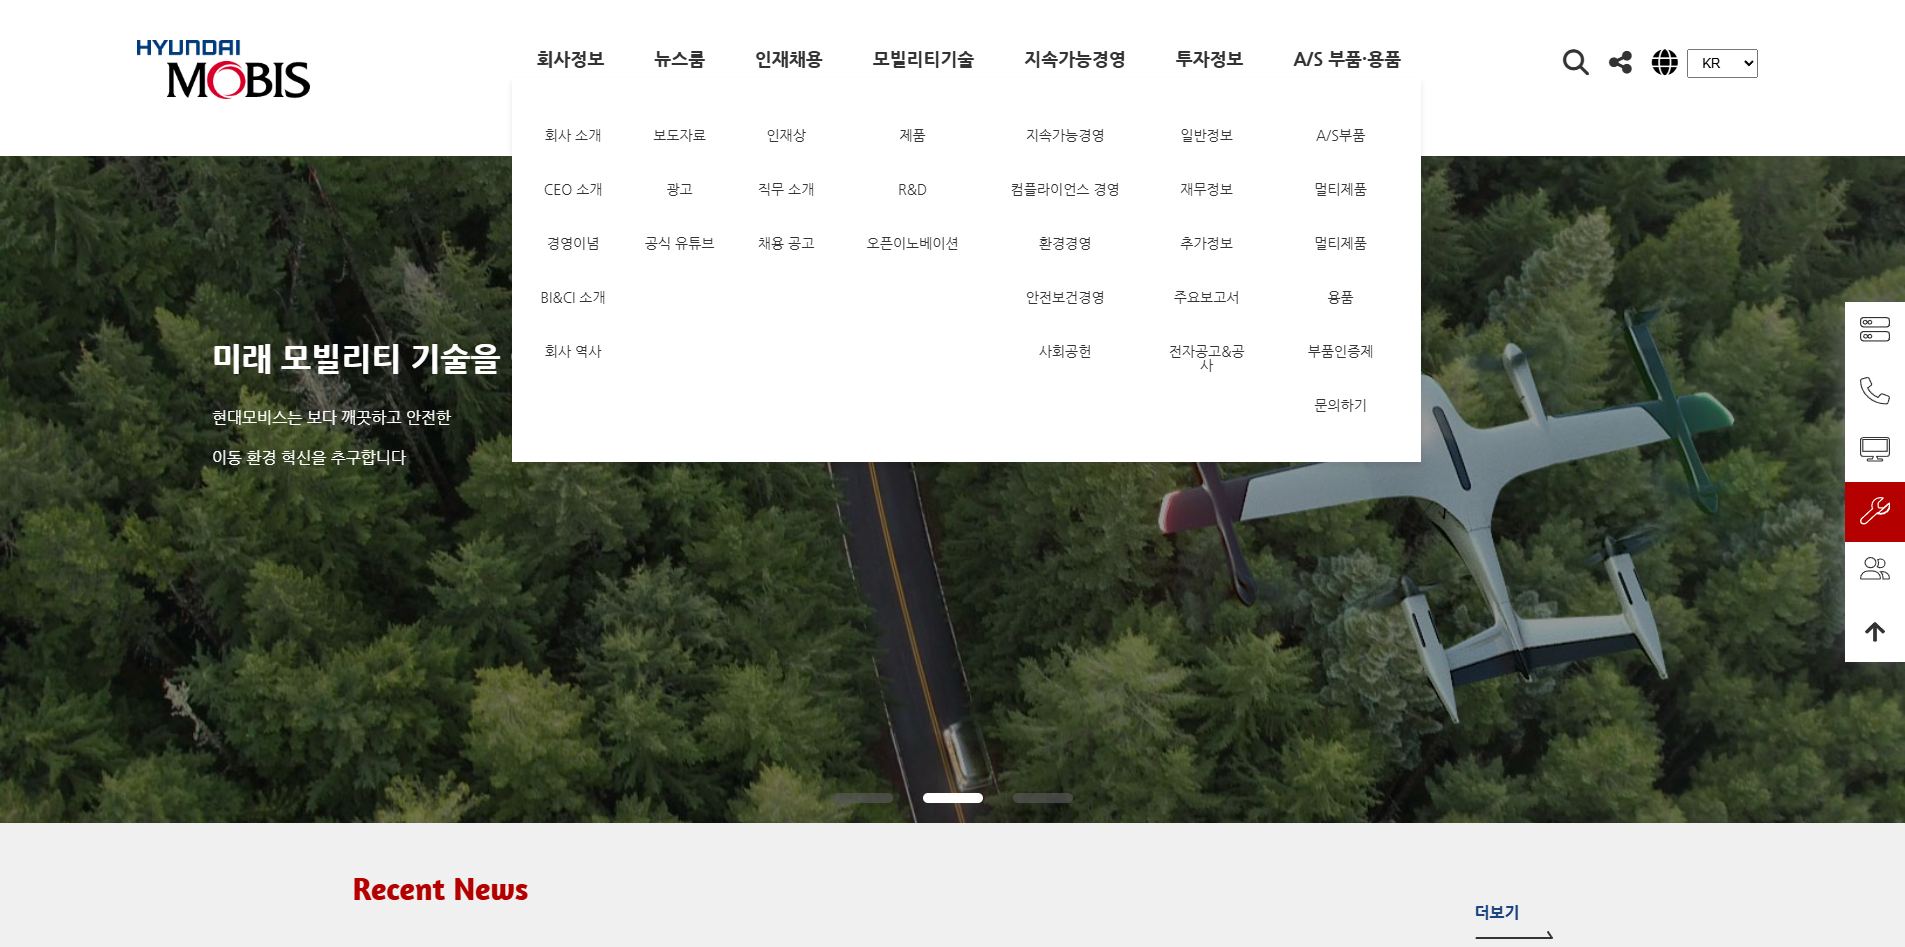 HYUNDAI
MOBIS
회사정보 뉴스룸 인재채용 모빌리티기술 지속가능경영 투자정보 A/S 부품·용품
KR
회사 소개 보도자료 인재상 제품 지속가능경영 일반정보 A/S부품
CEO 소개 광고 직무 소개 R&D 컴플라이언스 경영 재무정보 멀티제품
경영이념 공식 유튜브 채용 공고 오픈이노베이션 환경경영 추가정보 멀티제품
BI&CI 소개 안전보건경영 주요보고서 용품
회사 역사 사회공헌 전자공고&공
사 부품인증제
문의하기
미래 모빌리티 기술을
현대모비스는 보다 깨끗하고 안전한
이동 환경 혁신을 추구합니다
Recent News
더보기